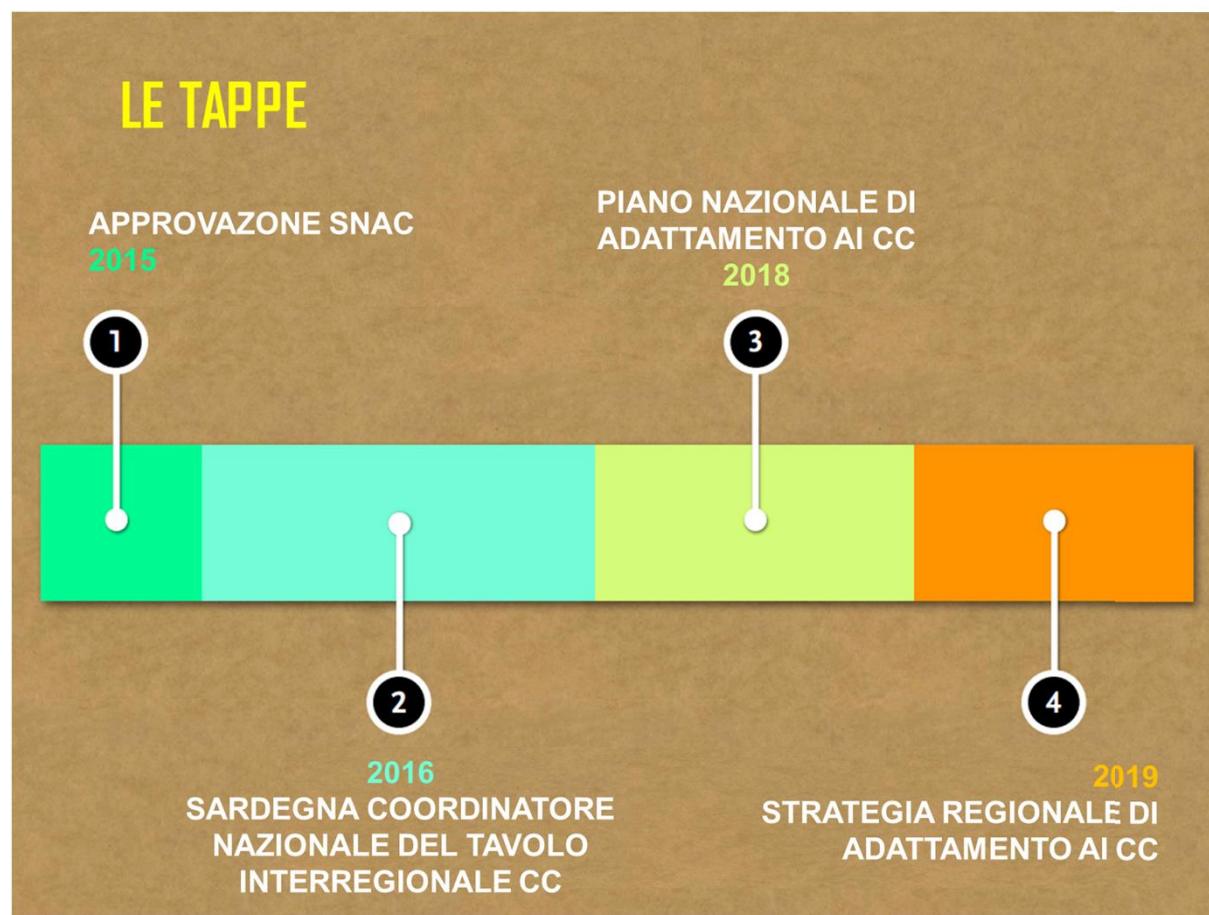 LE TAPPE
APPROVAZONE SNAC
2015
1
PIANO NAZIONALE DI
ADATTAMENTO AI CC
2018
3
2
2016
SARDEGNA COORDINATORE
NAZIONALE DEL TAVOLO
INTERREGIONALE CC
4
2019
STRATEGIA REGIONALE DI
ADATTAMENTO AI CC